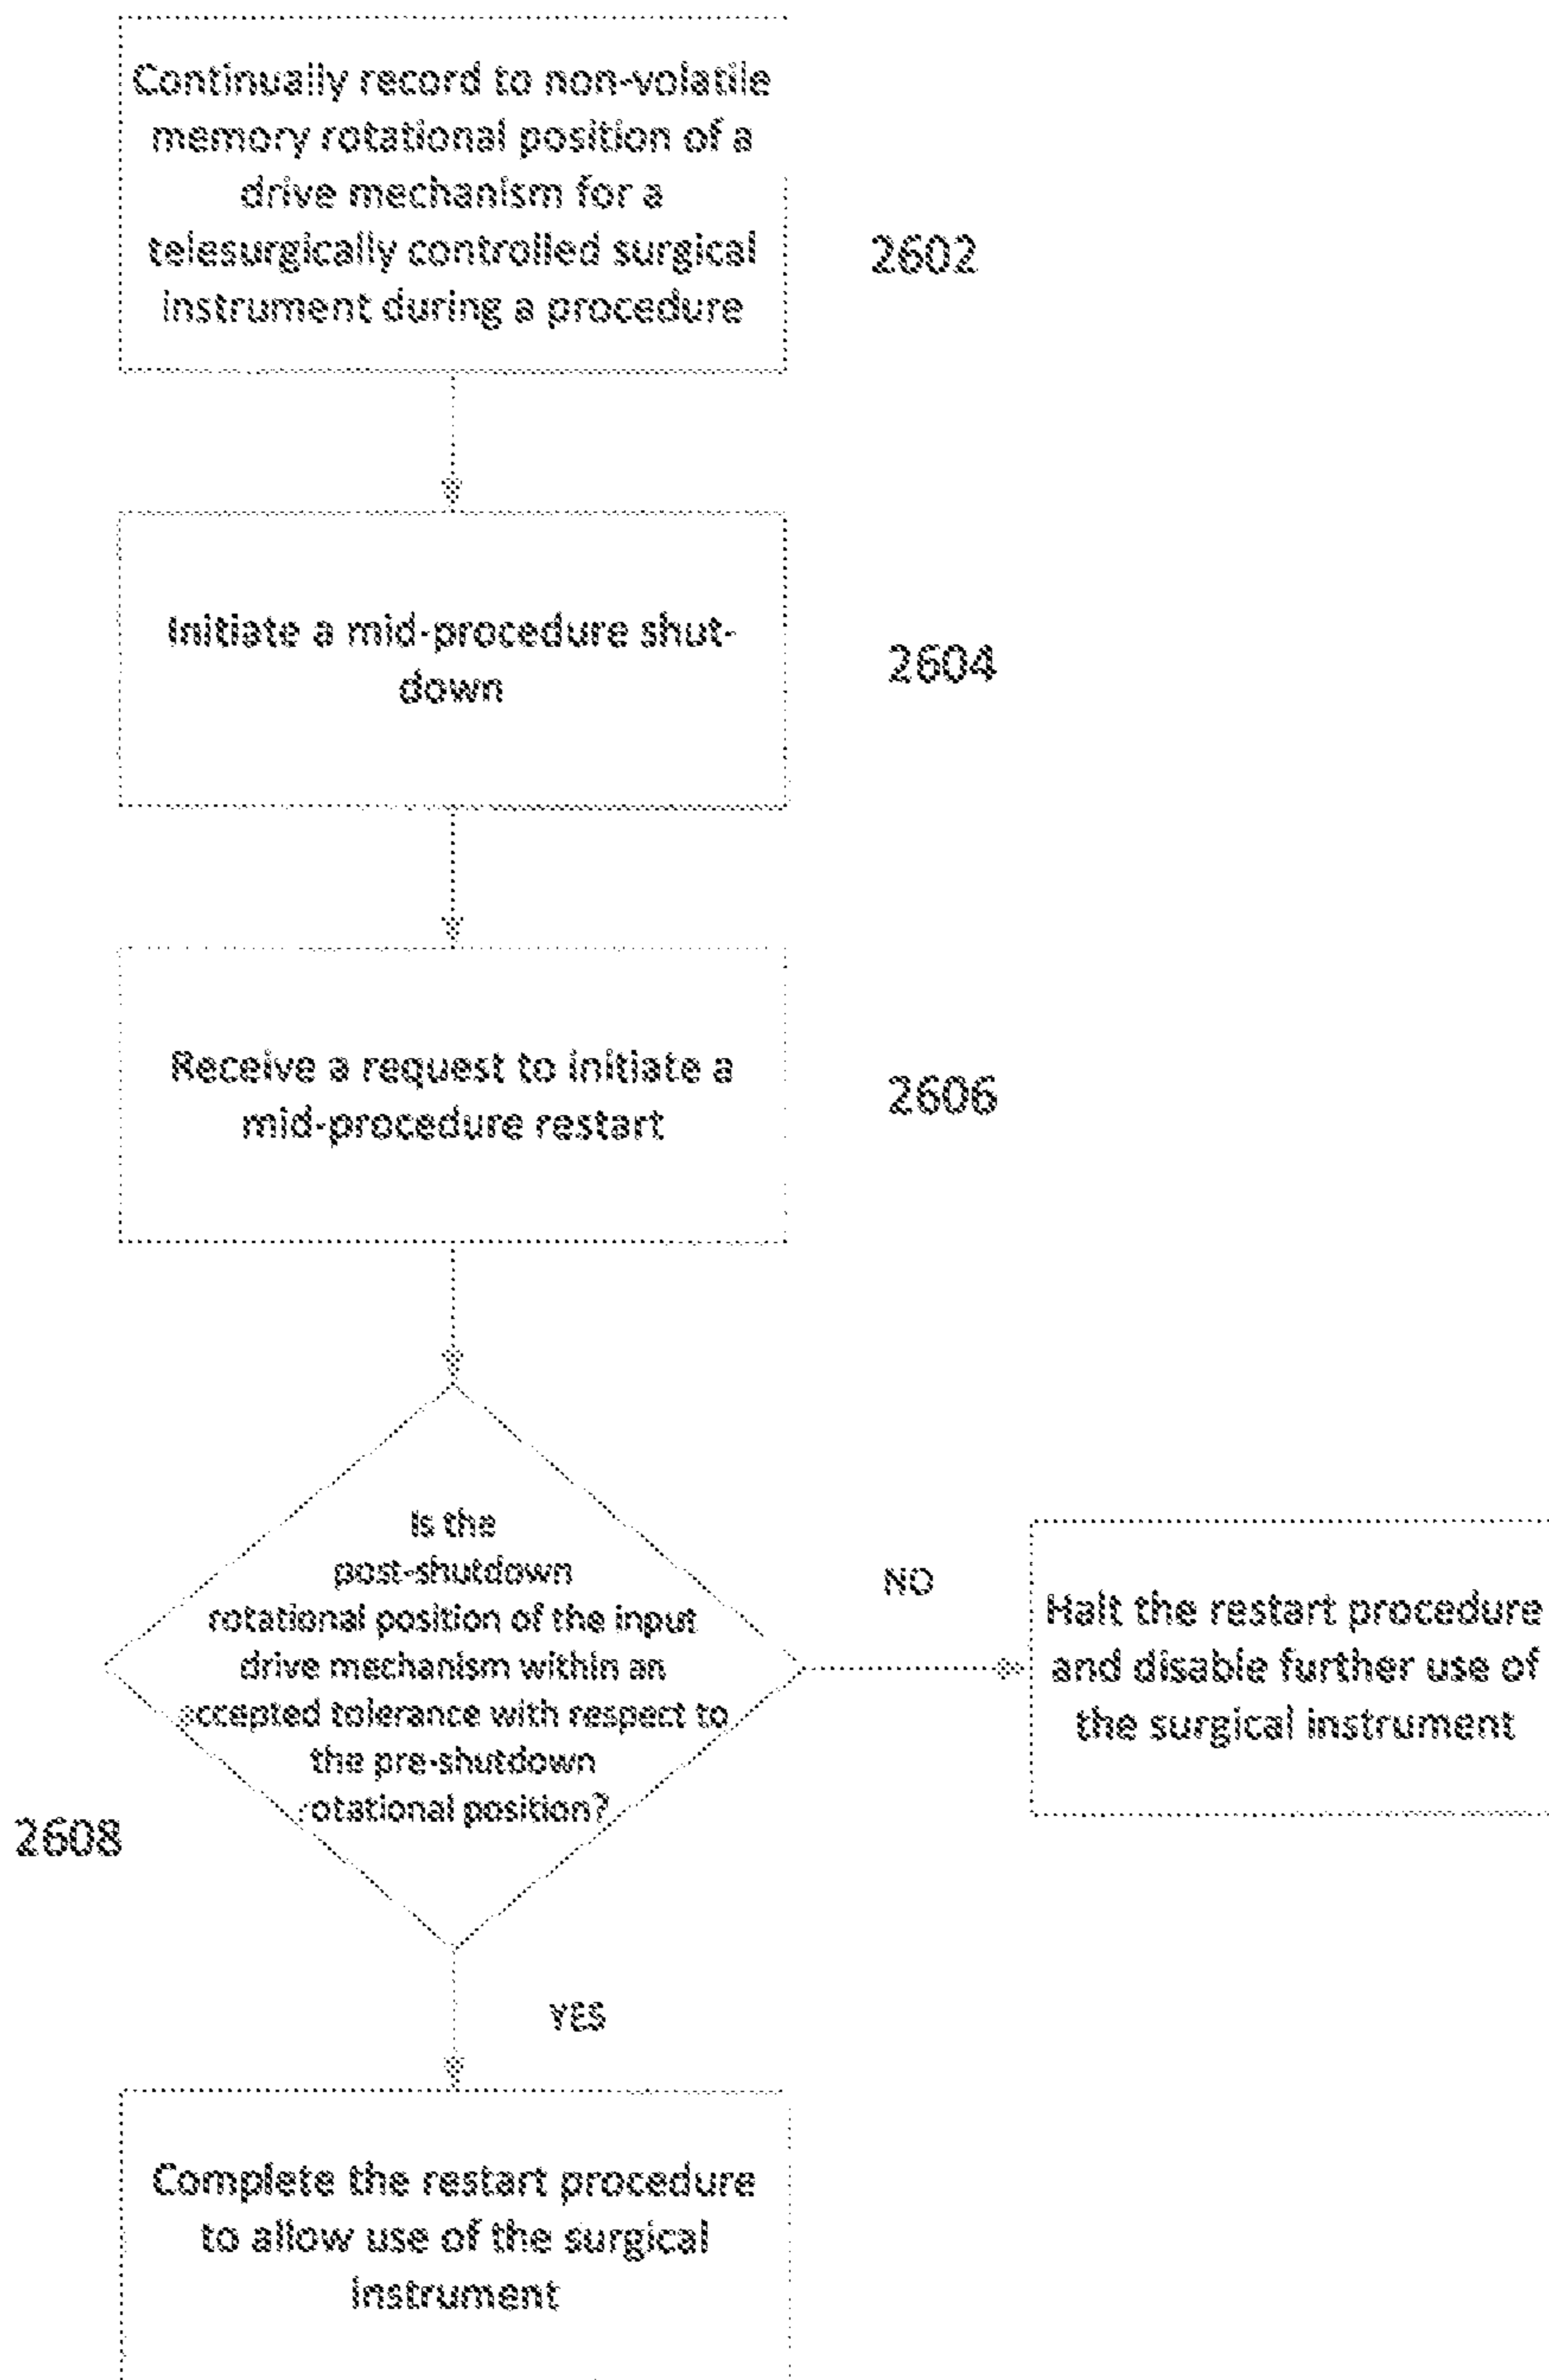 Continually record to non-volatile
memory rotational position of a
drive mechanism for a
telesurgically controlled surgical
instrument during a procedure
2602
Initiate a mid-procedure shut-
down
2604
Receive a request to initiate a
mid-procedure restart
2606
Is the
post-shutdown
rotational position of the input
drive mechanism within an
accepted tolerance with respect to
the pre-shutdown
rotational position?
2608
NO
Halt the restart procedure
and disable further use of
the surgical instrument
YES
Complete the restart procedure
to allow use of the surgical
instrument